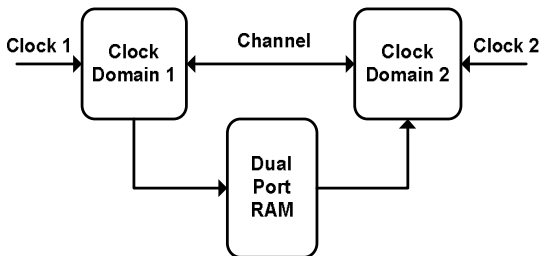 Clock 1
Clock
Domain 1
Channel
Clock
Domain 2
Clock 2
Dual
Port
RAM